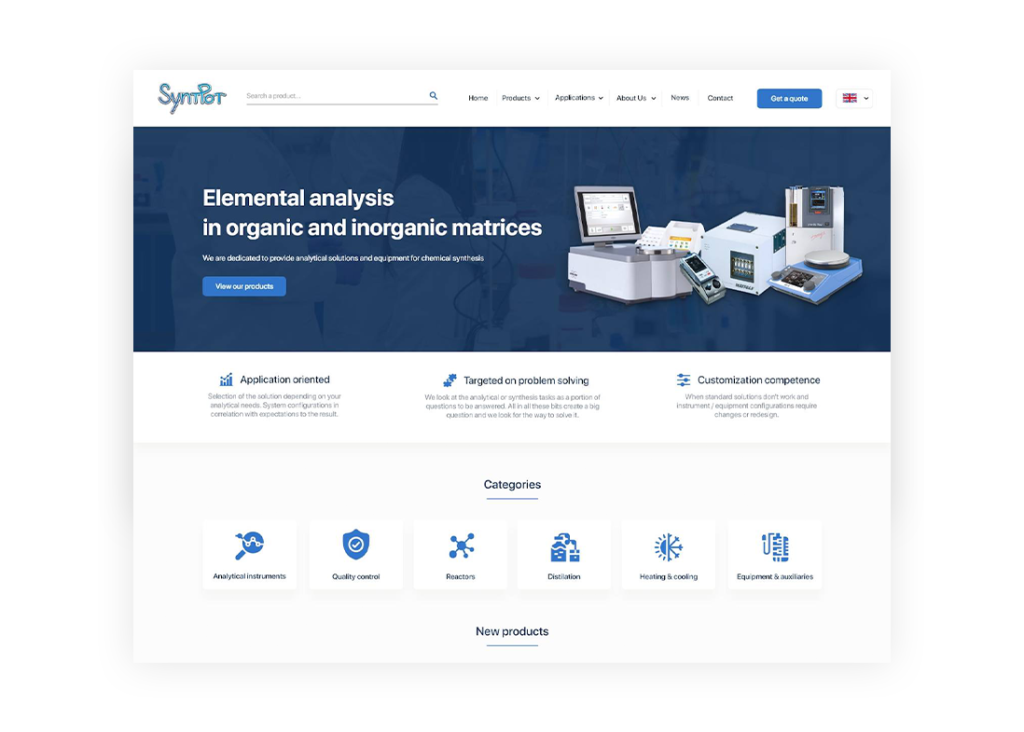 SynTPOT
Search a product...
Home
Products
Applications
About Us
News
Contact
Get a quote
Elemental analysis
in organic and inorganic matrices
We are dedicated to provide analytical solutions and equipment for chemical synthesis
View our products
Application oriented
Selection of the solution depending on your
analytical needs. System configurations in
correlation with expectations to the result.
Targeted on problem solving
We look at the analytical or synthesis tasks as a portion of
questions to be answered. All in all these bits create a big
question and we look for the way to solve it.
Customization competence
When standard solutions don't work and
instrument / equipment configurations require
changes or redesign.
Categories
Analytical instruments
Quality control
Reactors
Distilation
Heating & cooling
Equipment & auxiliaries
New products